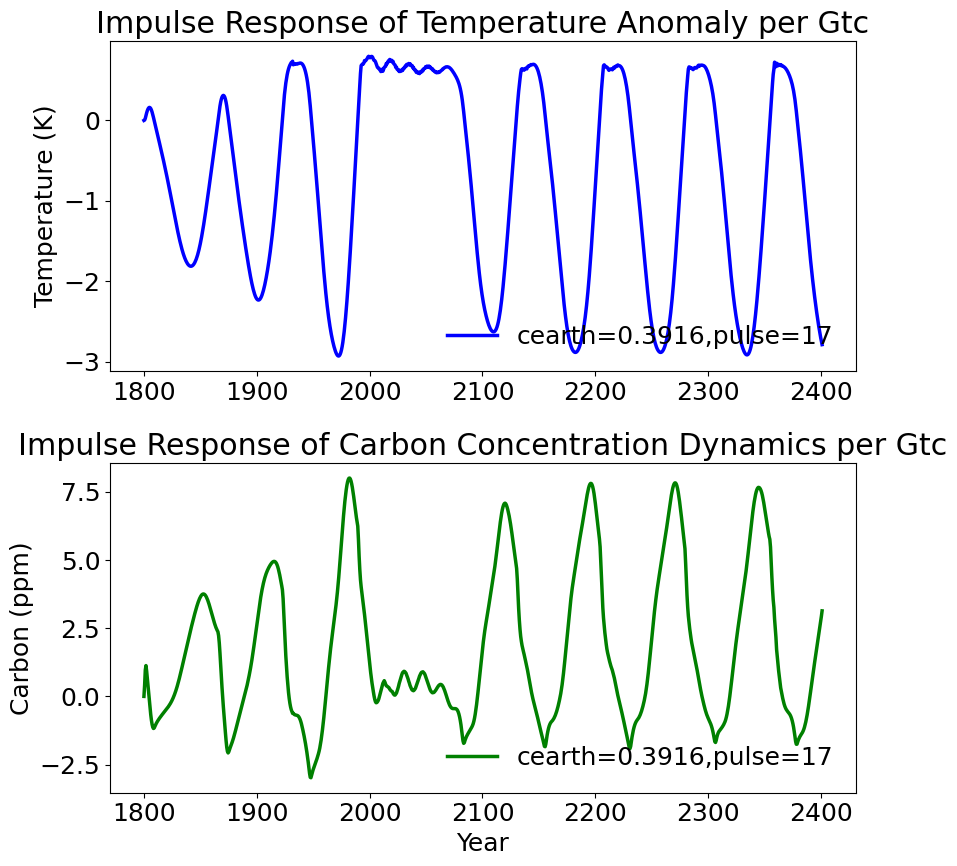 Impulse Response of Temperature Anomaly per Gtc
Temperature (K)
0
−1
−2
−3
cearth=0.3916,pulse=17
1800 1900 2000 2100 2200 2300 2400
Impulse Response of Carbon Concentration Dynamics per Gtc
Carbon (ppm)
7.5
5.0
2.5
0.0
−2.5
cearth=0.3916,pulse=17
1800 1900 2000 2100 2200 2300 2400
Year